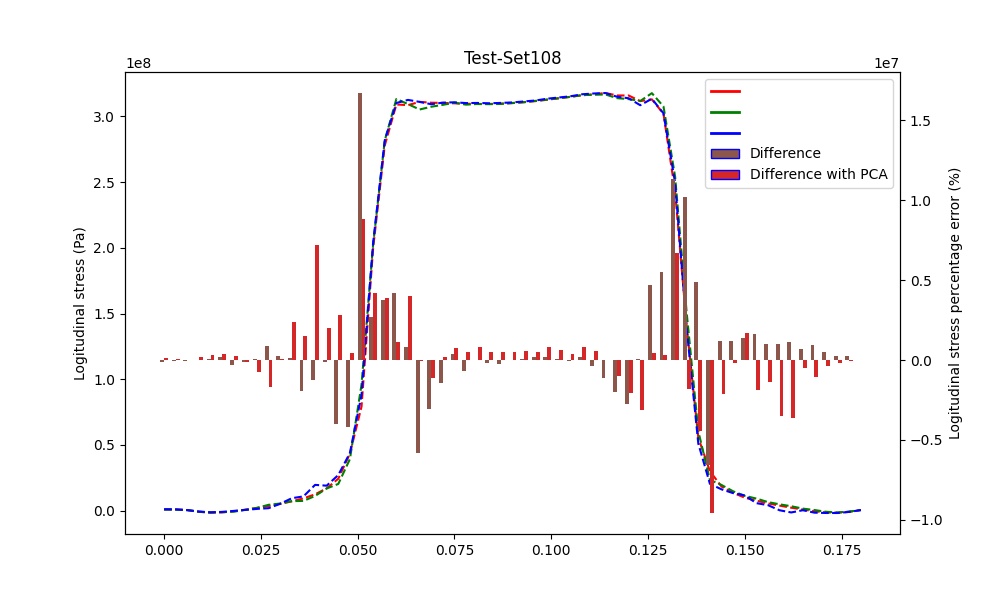 Test-Set108
1e8
1e7
Difference
Difference with PCA
Logitudinal stress (Pa)
3.0
2.5
2.0
1.5
1.0
0.5
0.0
1.5
1.0
0.5
0.0
−0.5
−1.0
Logitudinal stress percentage error (%)
0.000 0.025 0.050 0.075 0.100 0.125 0.150 0.175